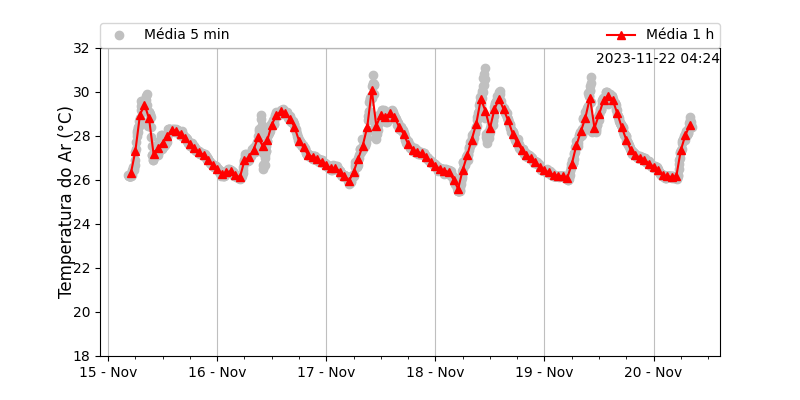 Média 5 min
Média 1 h
2023-11-22 04:24
Temperatura do Ar (°C)
32
30
28
26
24
22
20
18
15 - Nov
16 - Nov
17 - Nov
18 - Nov
19 - Nov
20 - Nov